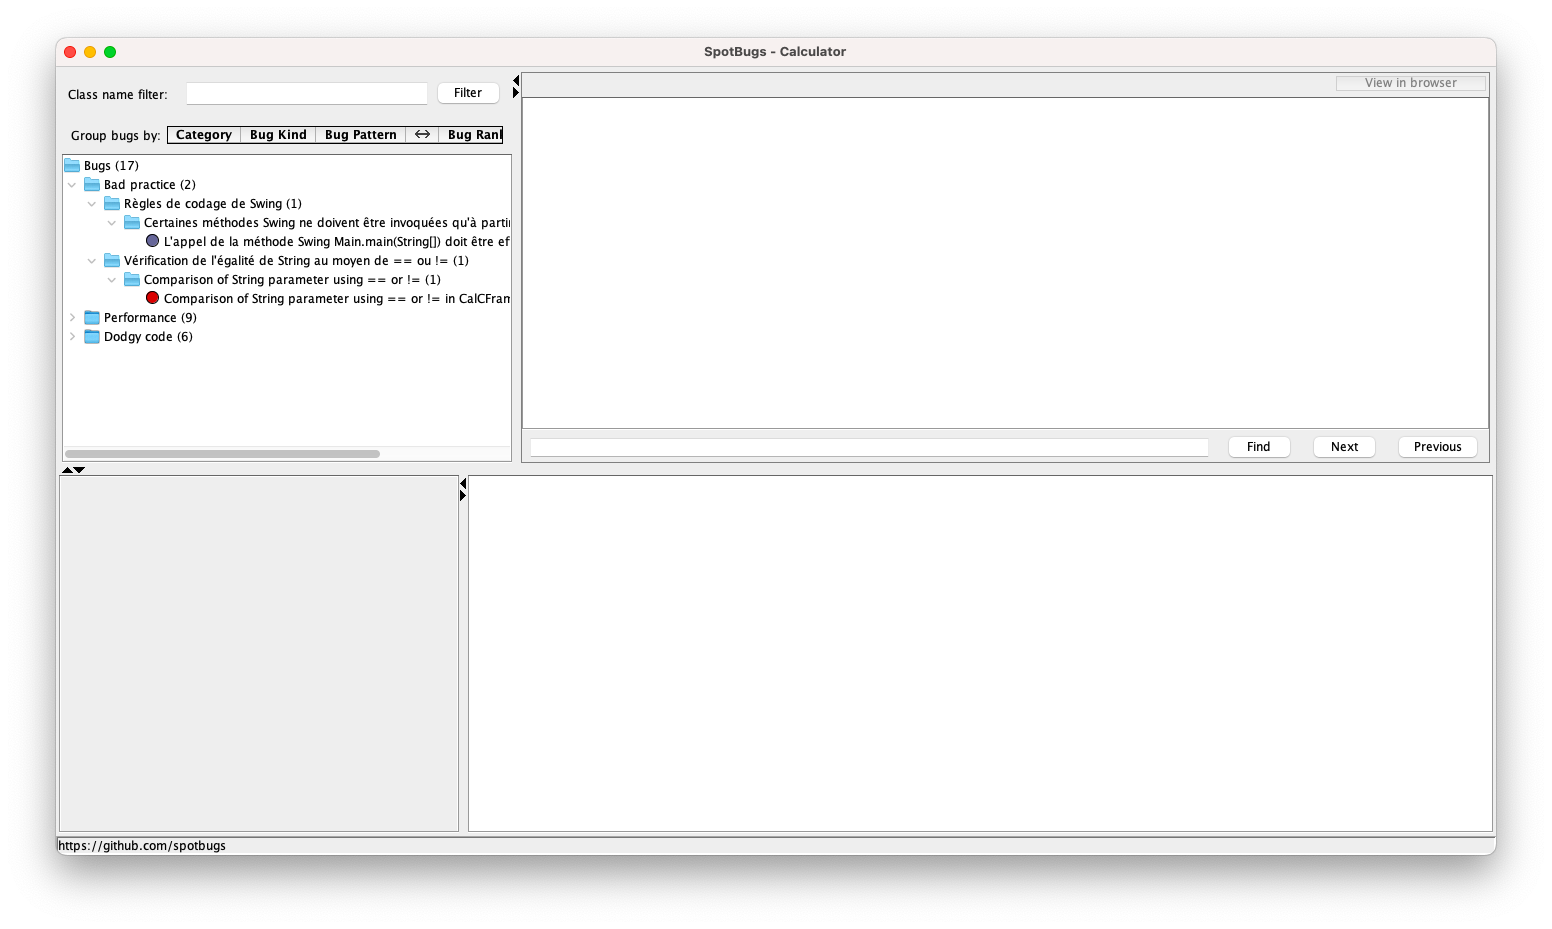 SpotBugs - Calculator
Class name filter:
Filter
View in browser
Group bugs by:
Category
Bug Kind
Bug Pattern
↔
Bug Ranl
Bugs (17)
Bad practice (2)
Règles de codage de Swing (1)
Certaines méthodes Swing ne doivent être invoquées qu'à parti
L'appel de la méthode Swing Main.main(String[]) doit être ef
Vérification de l'égalité de String au moyen de == ou != (1)
Comparison of String parameter using == or != (1)
Comparison of String parameter using == or != in CalCFram
Performance (9)
Dodgy code (6)
Find
Next
Previous
https://github.com/spotbugs